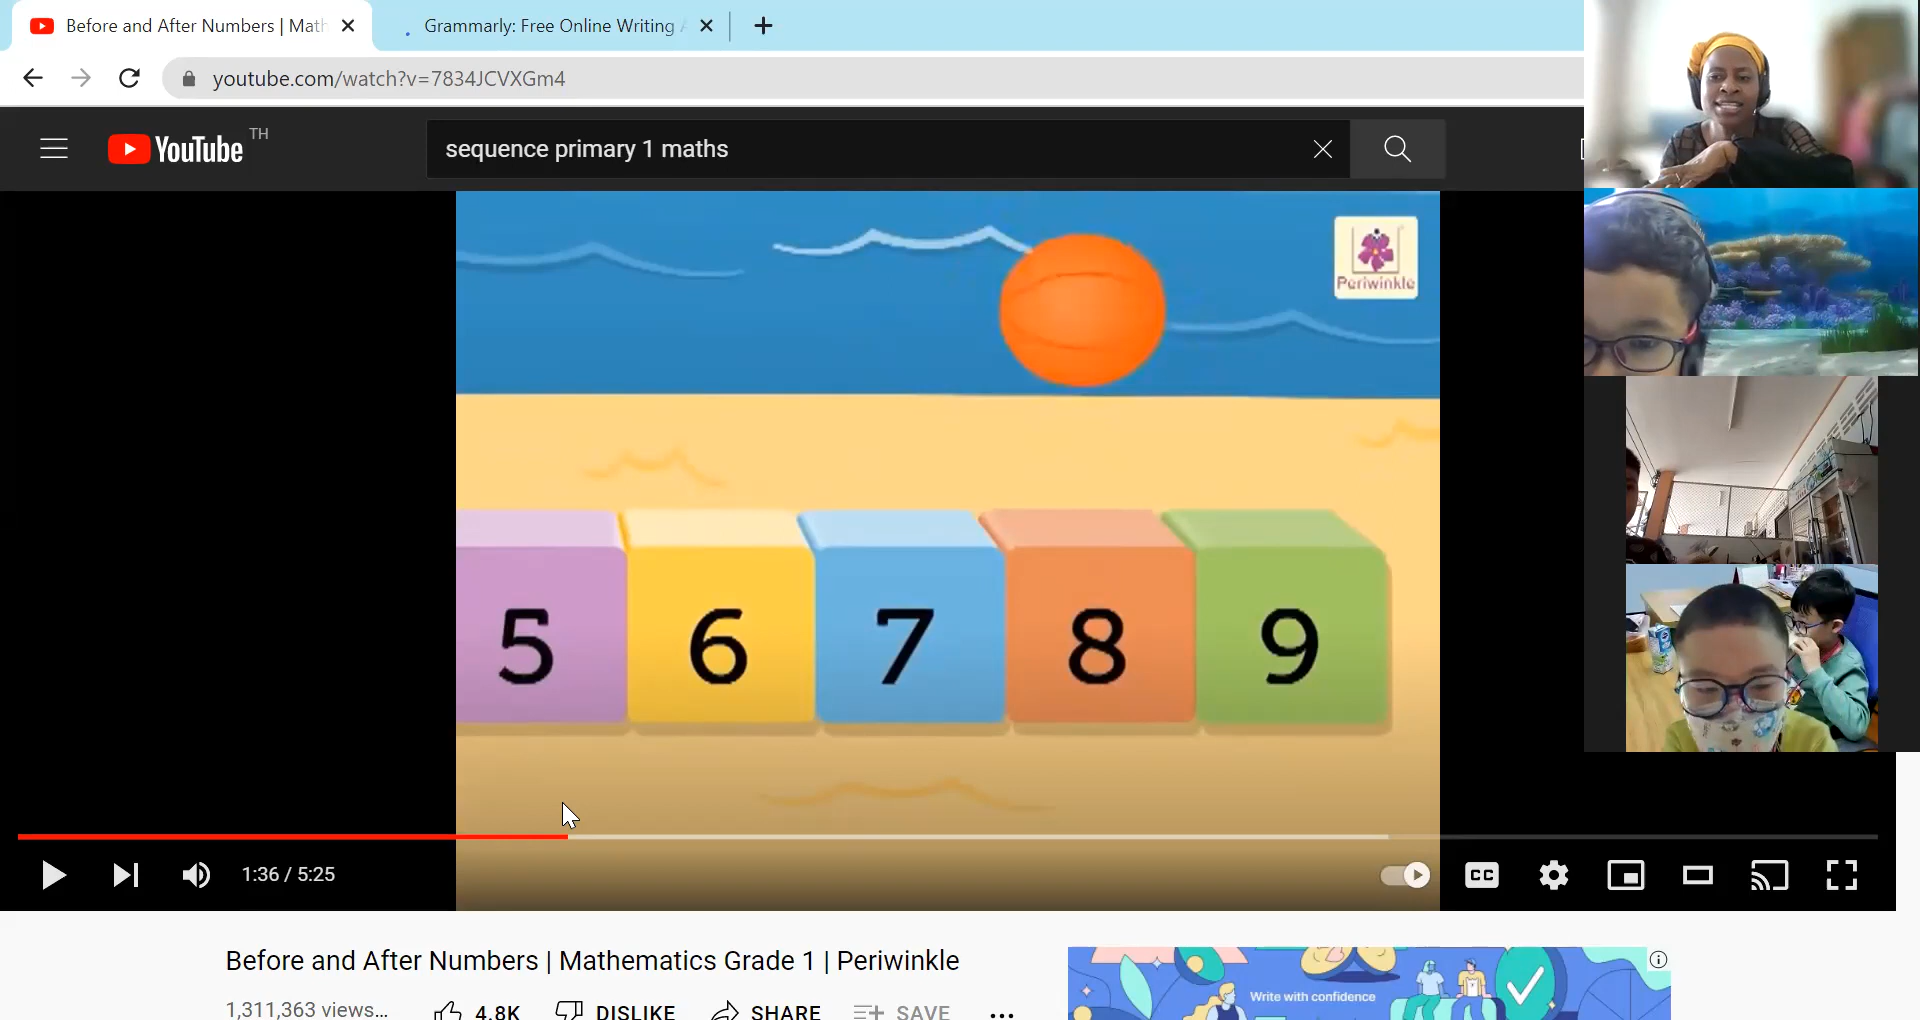 Before and After Numbers | Math
Grammarly: Free Online Writing A
youtube.com/watch?v=7834JCVXGm4
YouTube TH
sequence primary 1 maths
Periwinkle
5 6 7 8 9
1:36 / 5:25
CC
Before and After Numbers | Mathematics Grade 1 | Periwinkle
1,311,363 views...
4.8K DISLIKE SHARE SAVE
Write with confidence